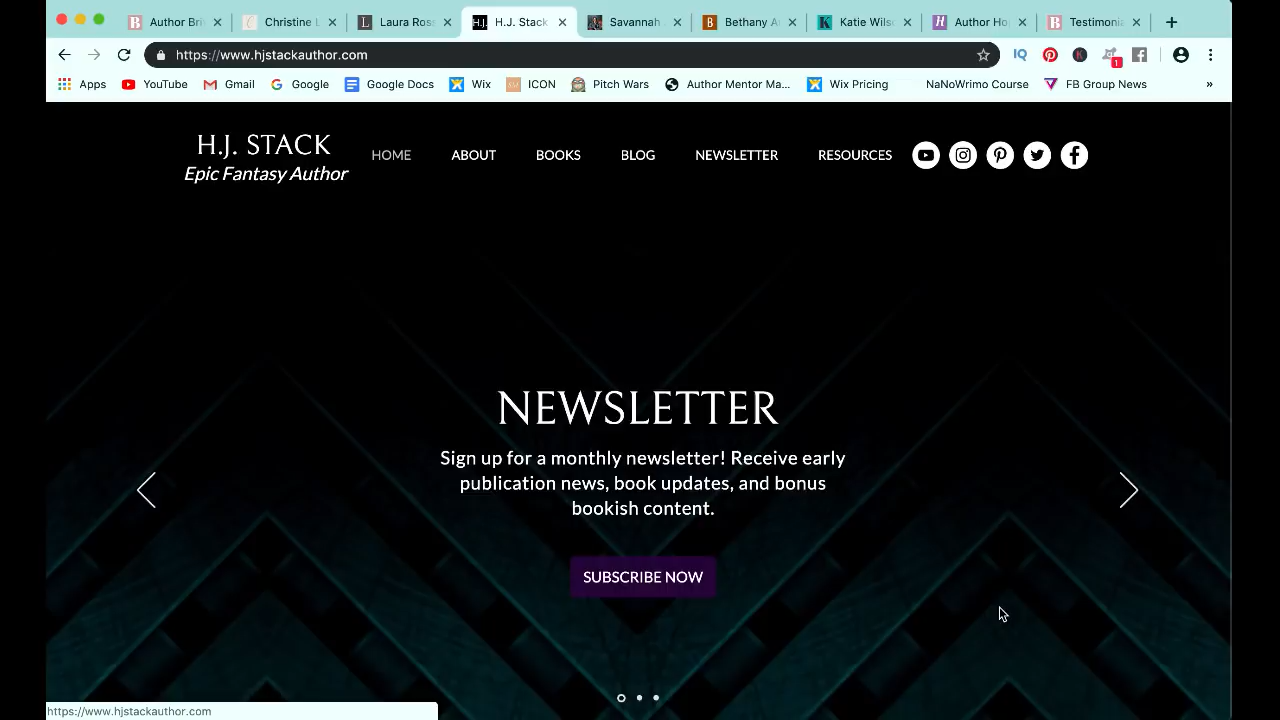 Author Bri
Christine L
Laura Ros
H.J. Stack
Savannah
Bethany A
Katie Wils
Author Ho
Testimonia
https://www.hjstackauthor.com
Apps YouTube Gmail Google Google Docs Wix ICON Pitch Wars Author Mentor Ma... Wix Pricing NaNoWrimo Course FB Group News »
H.J. STACK
Epic Fantasy Author
HOME ABOUT BOOKS BLOG NEWSLETTER RESOURCES
NEWSLETTER
Sign up for a monthly newsletter! Receive early
publication news, book updates, and bonus
bookish content.
SUBSCRIBE NOW
https://www.hjstackauthor.com